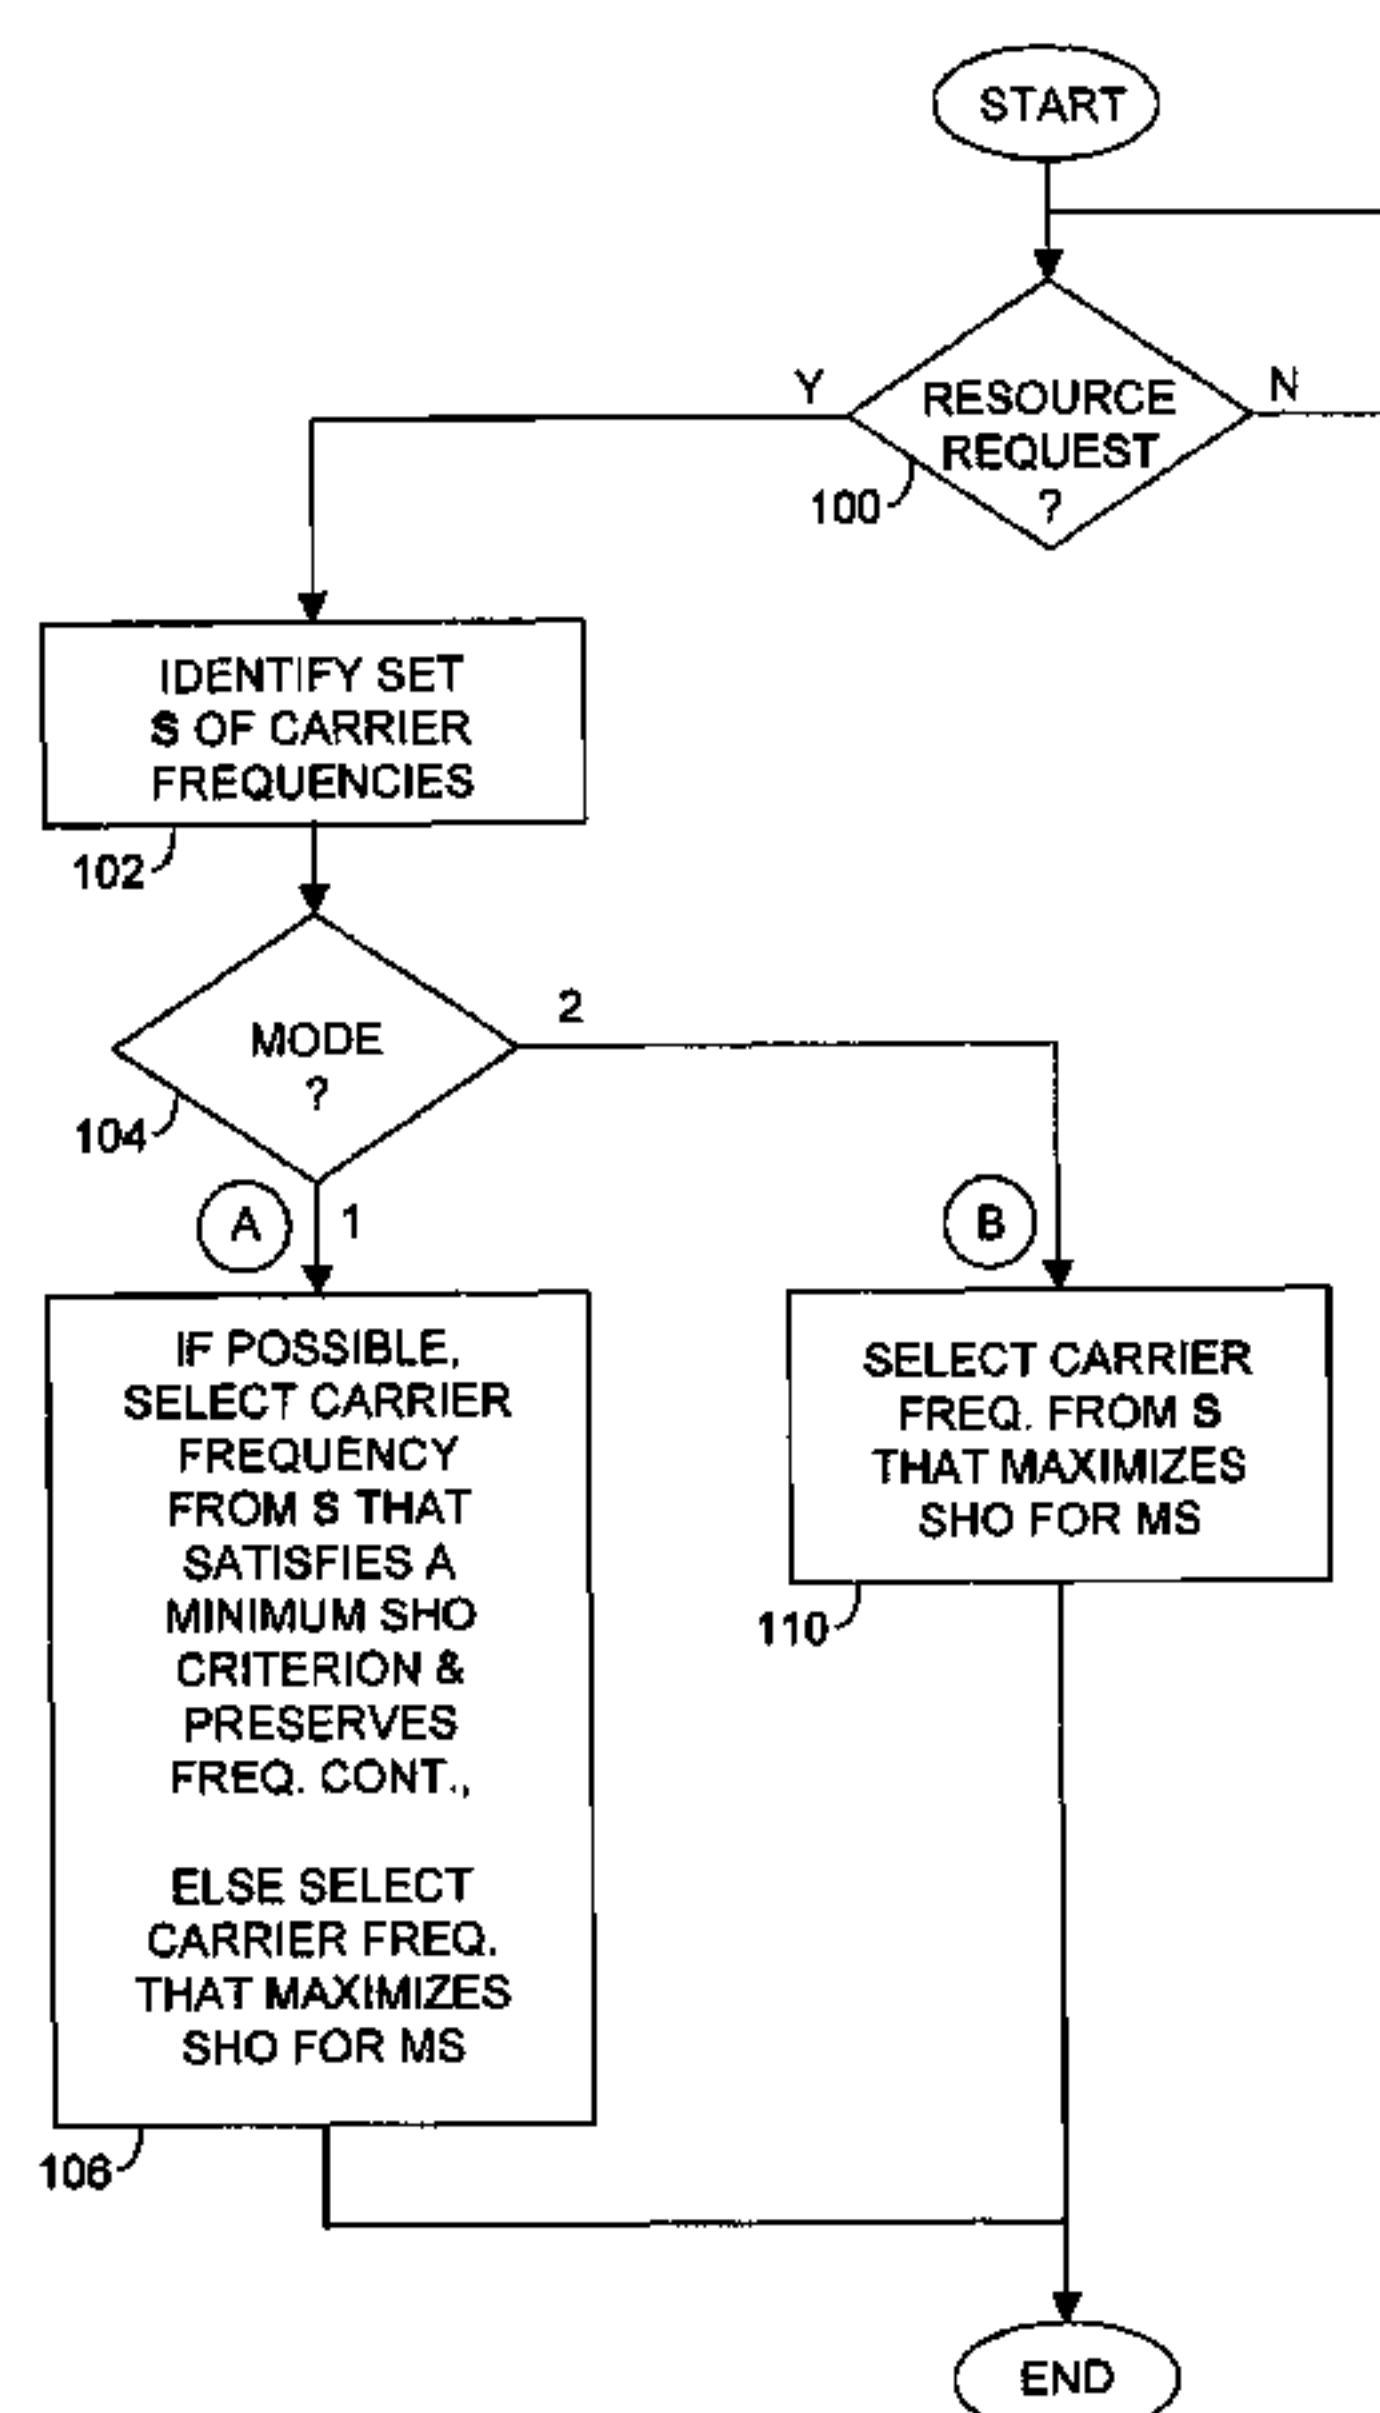 START
Y
RESOURCE
REQUEST
?
N
100
IDENTIFY SET
S OF CARRIER
FREQUENCIES
102
MODE
?
2
104
A
1
B
IF POSSIBLE,
SELECT CARRIER
FREQUENCY
FROM S THAT
SATISFIES A
MINIMUM SHO
CRITERION &
PRESERVES
FREQ. CONT.,
ELSE SELECT
CARRIER FREQ.
THAT MAXIMIZES
SHO FOR MS
106
SELECT CARRIER
FREQ. FROM S
THAT MAXIMIZES
SHO FOR MS
110
END